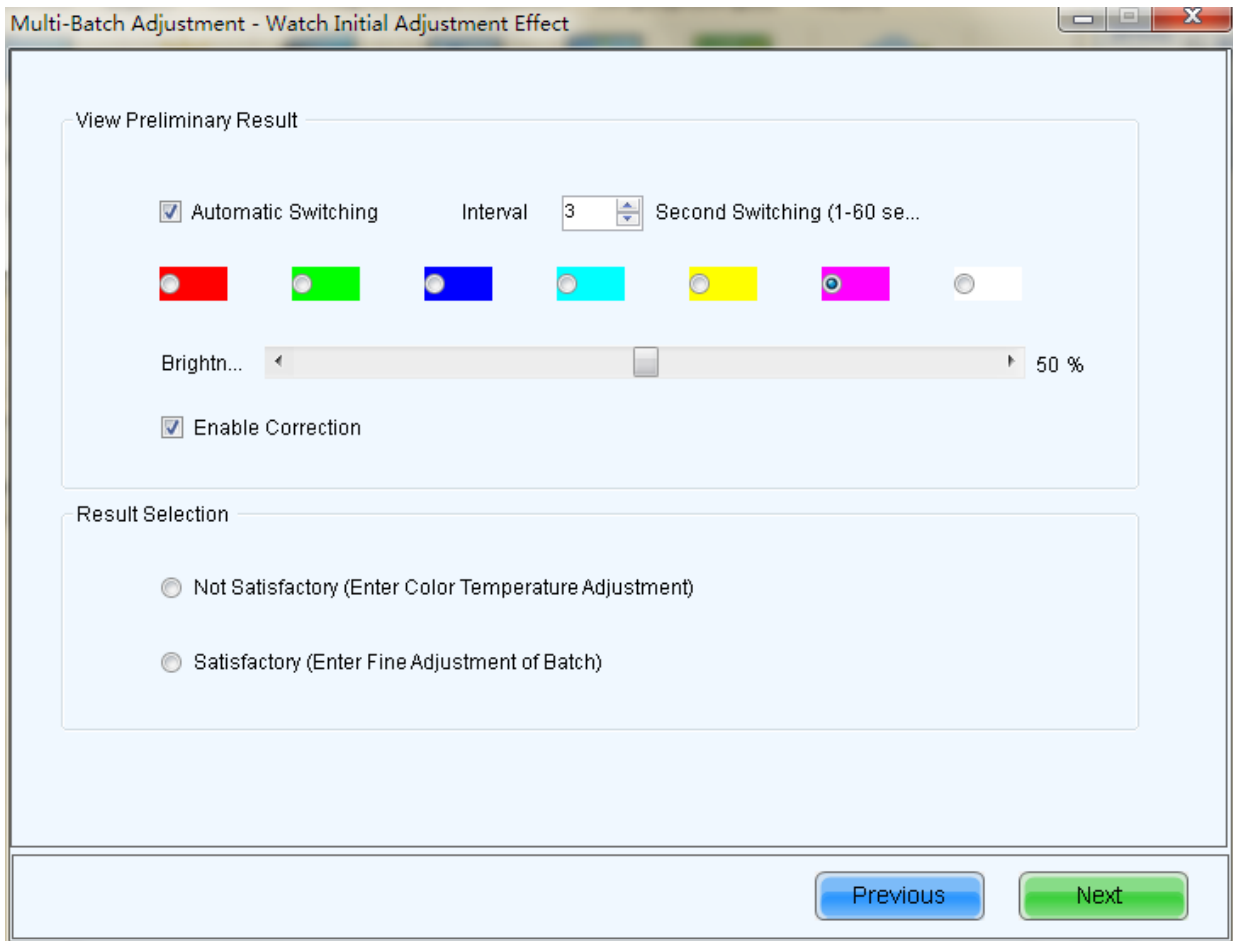 Multi-Batch Adjustment - Watch Initial Adjustment Effect
View Preliminary Result
Automatic Switching Interval 3 Second Switching (1-60 se...
Brightn... 50 %
Enable Correction
Result Selection
Not Satisfactory (Enter Color Temperature Adjustment)
Satisfactory (Enter Fine Adjustment of Batch)
Previous Next